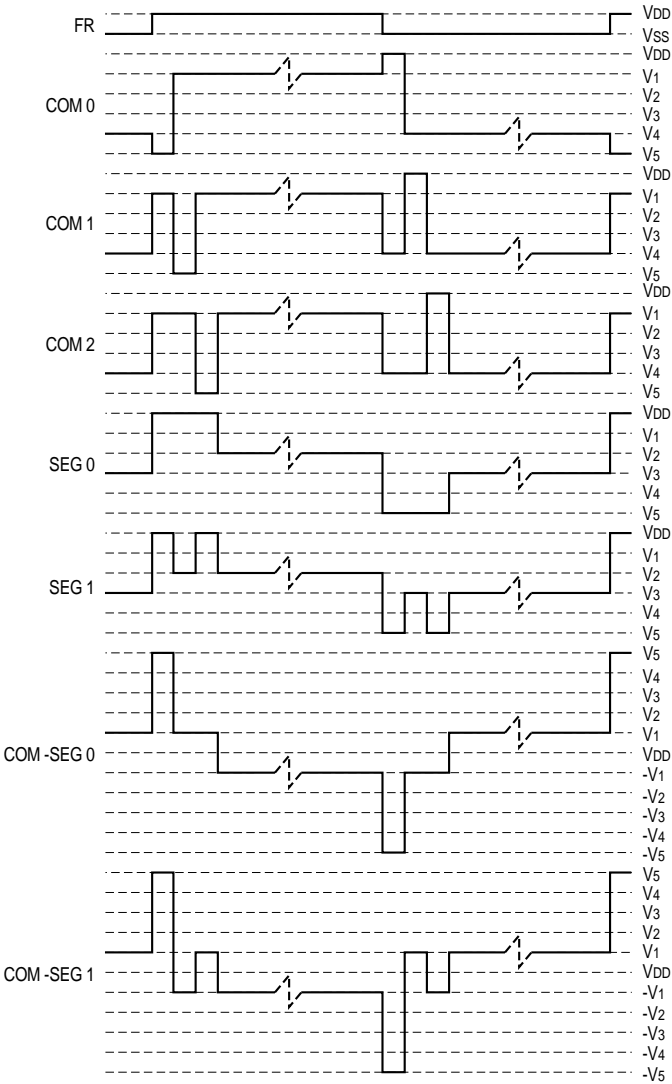 FR
VDD
VSS
COM 0
VDD
V1
V2
V3
V4
V5
COM 1
VDD
V1
V2
V3
V4
V5
COM 2
VDD
V1
V2
V3
V4
V5
SEG 0
VDD
V1
V2
V3
V4
V5
SEG 1
VDD
V1
V2
V3
V4
V5
COM -SEG 0
V5
V4
V3
V2
V1
VDD
-V1
-V2
-V3
-V4
-V5
COM -SEG 1
V5
V4
V3
V2
V1
VDD
-V1
-V2
-V3
-V4
-V5